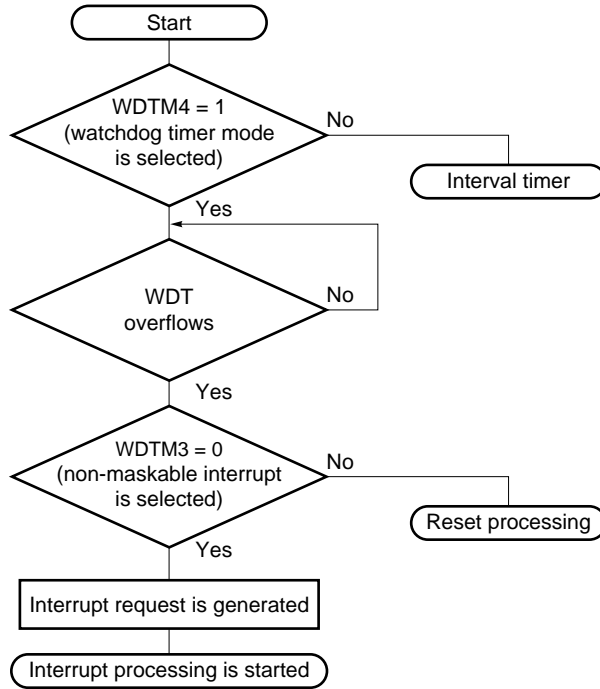 Start
WDTM4 = 1
(watchdog timer mode
is selected)
No
Interval timer
Yes
WDT
overflows
No
Yes
WDTM3 = 0
(non-maskable interrupt
is selected)
No
Reset processing
Yes
Interrupt request is generated
Interrupt processing is started